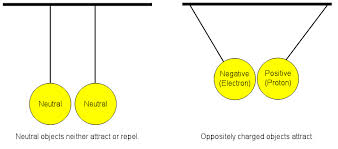 Neutral
Neutral
Neutral objects neither attract or repel.
Negative
(Electron)
Positive
(Proton)
Oppositely charged objects attract